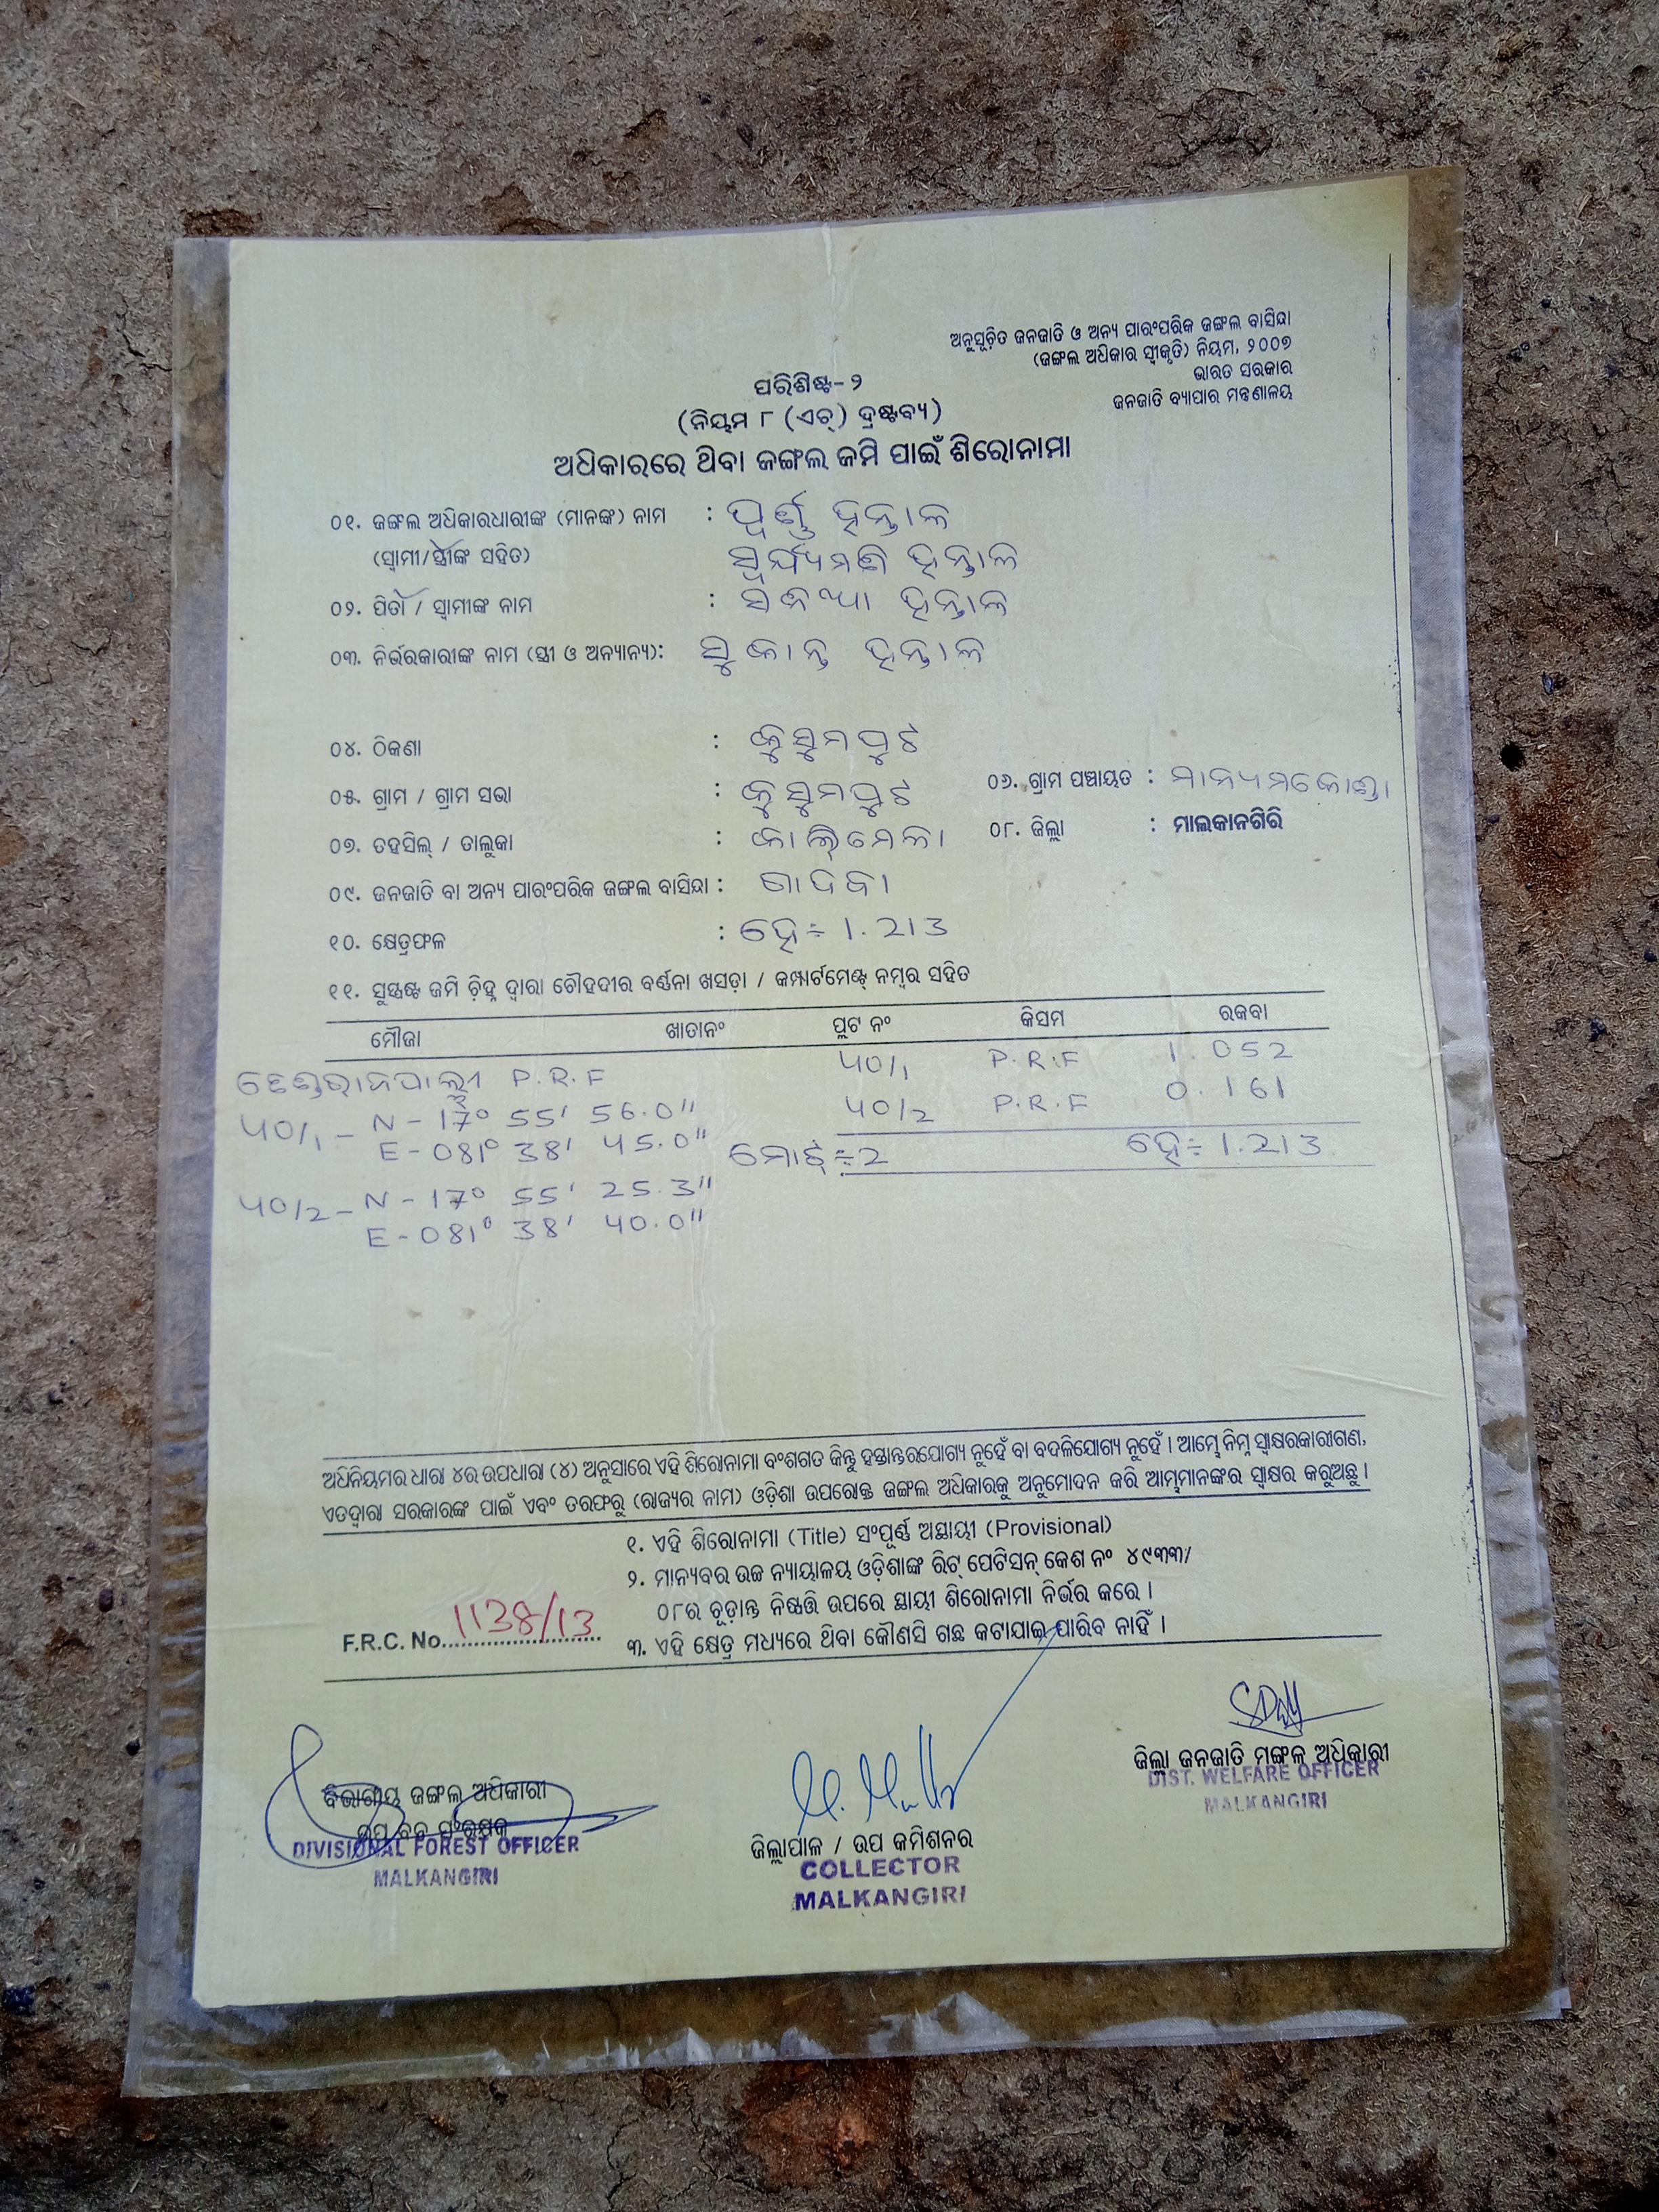 ଅନୁସୂଚିତ ଜନଜାତି ଓ ଅନ୍ୟ ପାରଂପରିକ ଜଙ୍ଗଲ ବାସିନ୍ଦା
(ଜଙ୍ଗଲ ଅଧିକାର ସ୍ୱୀକୃତି) ନିୟମ, ୨୦୦୭
ଭାରତ ସରକାର
ଜନଜାତି ବ୍ୟାପାର ମନ୍ତ୍ରଣାଳୟ
ପରିଶିଷ୍ଟ-୨
(ନିୟମ ୮ (ଏଚ୍) ଦ୍ରଷ୍ଟବ୍ୟ)
ଅଧିକାରରେ ଥିବା ଜଙ୍ଗଲ ଜମି ପାଇଁ ଶିରୋନାମା
୦୧. ଜଙ୍ଗଲ ଅଧିକାରଧାରୀଙ୍କ (ମାନଙ୍କ) ନାମ : ହନ୍ତାଳ
(ସ୍ୱାମୀ/ସ୍ତ୍ରୀଙ୍କ ସହିତ) ହନ୍ତାଳ
୦୨. ପିତା / ସ୍ୱାମୀଙ୍କ ନାମ : ହନ୍ତାଳ
୦୩. ନିର୍ଭରକାରୀଙ୍କ ନାମ (ସ୍ତ୍ରୀ ଓ ଅନ୍ୟାନ୍ୟ): ସୁକାନ୍ତ ହନ୍ତାଳ
୦୪. ଠିକଣା : କୁସୁମପୁଟ
୦୫. ଗ୍ରାମ / ଗ୍ରାମ ସଭା : କୁସୁମପୁଟ ୦୬. ଗ୍ରାମ ପଞ୍ଚାୟତ : ମାନ୍ୟମକୋଣ୍ଡା
୦୭. ତହସିଲ୍ / ତାଲୁକା : କାଲିମେଳା ୦୮. ଜିଲ୍ଲା : ମାଲକାନଗିରି
୦୯. ଜନଜାତି ବା ଅନ୍ୟ ପାରଂପରିକ ଜଙ୍ଗଲ ବାସିନ୍ଦା : ଗାଦବା
୧୦. କ୍ଷେତ୍ରଫଳ : ହେ÷ 1.213
୧୧. ସୁସ୍ପଷ୍ଟ ଜମି ଚିହ୍ନ ଦ୍ୱାରା ଚୌହଦୀର ବର୍ଣ୍ଣନା ଖସଡ଼ା / କମ୍ପାର୍ଟମେଣ୍ଟ୍ ନମ୍ବର ସହିତ
ମୌଜା ଖାତାନଂ ପ୍ଲଟ ନଂ କିସମ ରକବା
P.R.F 40/1 P.R.F 1.052
40/1 – N - 17° 55' 56.0" 40/2 P.R.F 0.161
E - 081° 38' 45.0" ମୋଟ୍÷2 ହେ÷ 1.213
40/2 – N - 17° 55' 25.3"
E - 081° 38' 40.0"
ଅଧିନିୟମର ଧାରା ୪ର ଉପଧାରା (୪) ଅନୁସାରେ ଏହି ଶିରୋନାମା ବଂଶଗତ କିନ୍ତୁ ହସ୍ତାନ୍ତରଯୋଗ୍ୟ ନୁହେଁ ବା ବଦଳିଯୋଗ୍ୟ ନୁହେଁ । ଆମ୍ଭେ ନିମ୍ନ ସ୍ୱାକ୍ଷରକାରୀଗଣ,
ଏତଦ୍ଦ୍ୱାରା ସରକାରଙ୍କ ପାଇଁ ଏବଂ ତରଫରୁ (ରାଜ୍ୟର ନାମ) ଓଡ଼ିଶା ଉପରୋକ୍ତ ଜଙ୍ଗଲ ଅଧିକାରକୁ ଅନୁମୋଦନ କରି ଆମ୍ଭମାନଙ୍କର ସ୍ୱାକ୍ଷର କରୁଅଛୁ ।
୧. ଏହି ଶିରୋନାମା (Title) ସଂପୂର୍ଣ୍ଣ ଅସ୍ଥାୟୀ (Provisional)
୨. ମାନ୍ୟବର ଉଚ୍ଚ ନ୍ୟାୟାଳୟ ଓଡ଼ିଶାଙ୍କ ରିଟ୍ ପେଟିସନ୍ କେଶ ନଂ ୪୯୩୩/
୦୮ର ଚୂଡ଼ାନ୍ତ ନିଷ୍ପତ୍ତି ଉପରେ ସ୍ଥାୟୀ ଶିରୋନାମା ନିର୍ଭର କରେ ।
F.R.C. No. 1138/13 ୩. ଏହି କ୍ଷେତ୍ର ମଧ୍ୟରେ ଥିବା କୌଣସି ଗଛ କଟାଯାଇ ପାରିବ ନାହିଁ ।
ଜିଲ୍ଲା ଜନଜାତି ମଙ୍ଗଳ ଅଧିକାରୀ
DIST. WELFARE OFFICER
MALKANGIRI
ବିଭାଗୀୟ ଜଙ୍ଗଲ ଅଧିକାରୀ
ଉପ ବନ ସଂରକ୍ଷକ
DIVISIONAL FOREST OFFICER
MALKANGIRI
ଜିଲ୍ଲାପାଳ / ଉପ କମିଶନର
COLLECTOR
MALKANGIRI